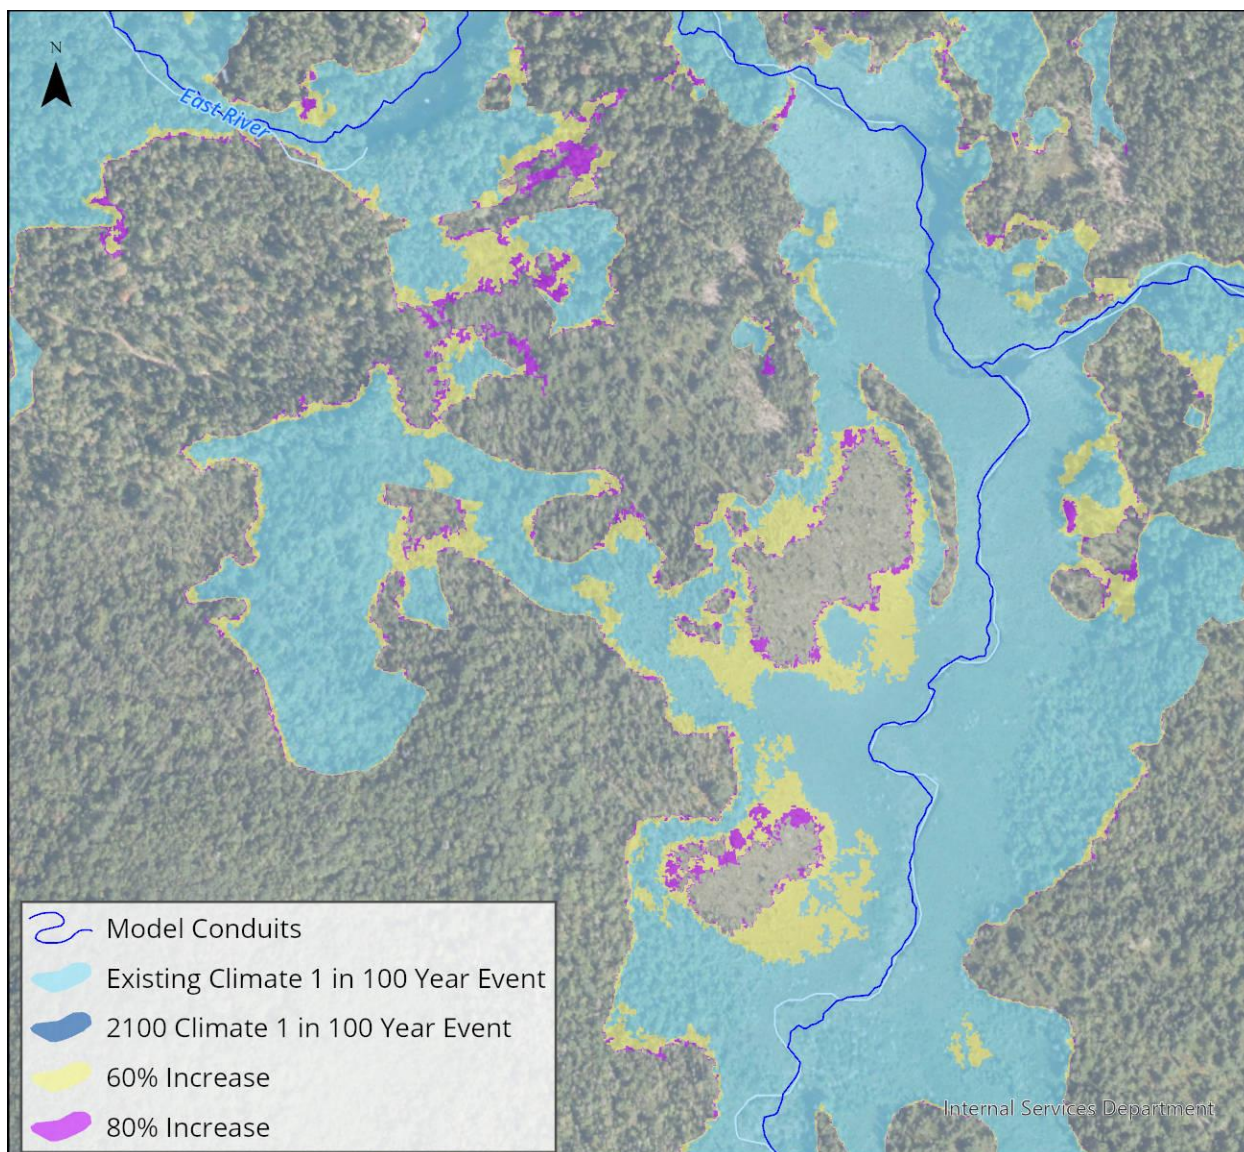 N
East River
Model Conduits
Existing Climate 1 in 100 Year Event
2100 Climate 1 in 100 Year Event
60% Increase
80% Increase
Internal Services Department